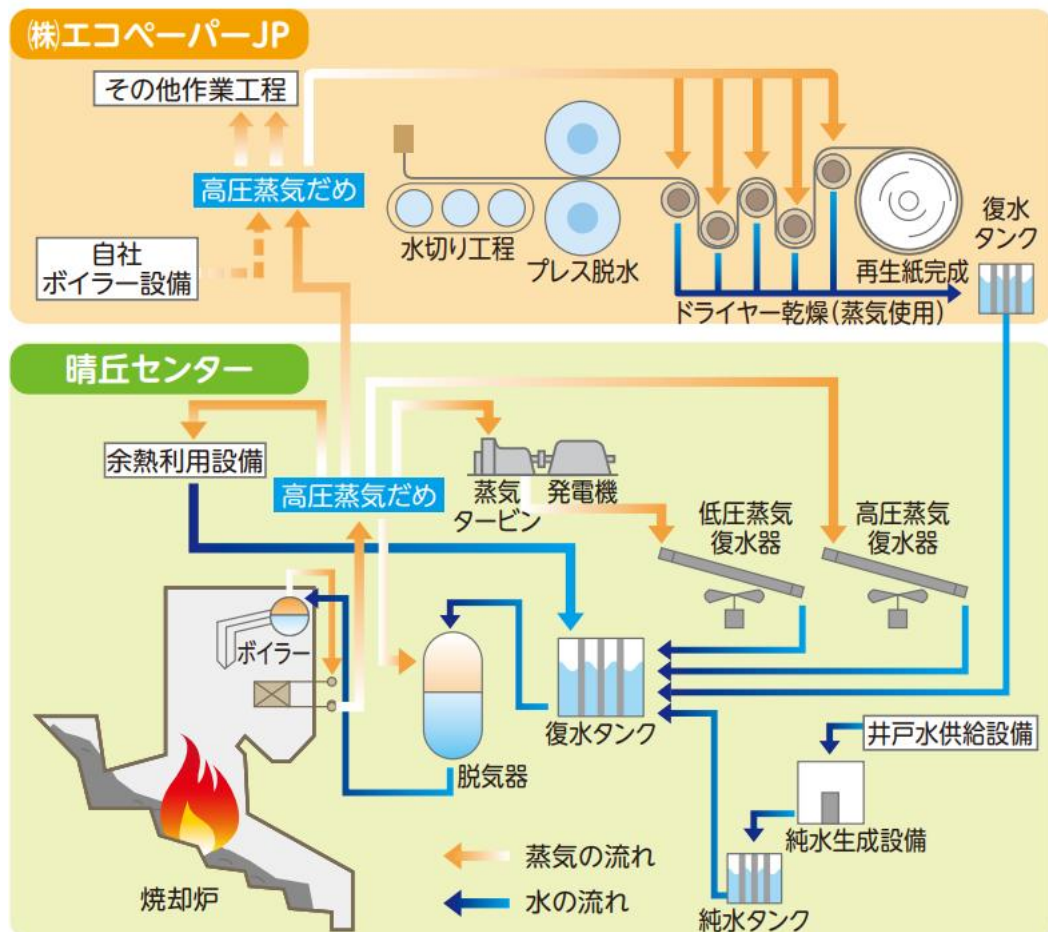 ㈱エコペーパーJP
その他作業工程
高圧蒸気だめ
自社
ボイラー設備
水切り工程
プレス脱水
再生紙完成
復水
タンク
ドライヤー乾燥(蒸気使用)
晴丘センター
余熱利用設備
高圧蒸気だめ
蒸気
タービン
発電機
低圧蒸気
復水器
高圧蒸気
復水器
ボイラー
脱気器
復水タンク
井戸水供給設備
純水生成設備
純水タンク
焼却炉
蒸気の流れ
水の流れ